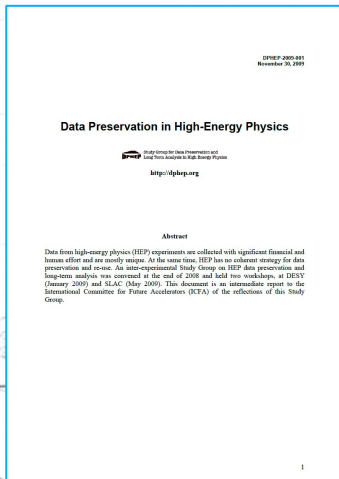 DPHEP-2009-001
November 30, 2009
Data Preservation in High-Energy Physics
DPHEP Study Group for Data Preservation and
Long Term Analysis in High Energy Physics
http://dphep.org
Abstract
Data from high-energy physics (HEP) experiments are collected with significant financial and
human effort and are mostly unique. At the same time, HEP has no coherent strategy for data
preservation and re-use. An inter-experimental Study Group on HEP data preservation and
long-term analysis was convened at the end of 2008 and held two workshops, at DESY
(January 2009) and SLAC (May 2009). This document is an intermediate report to the
International Committee for Future Accelerators (ICFA) of the reflections of this Study
Group.
1